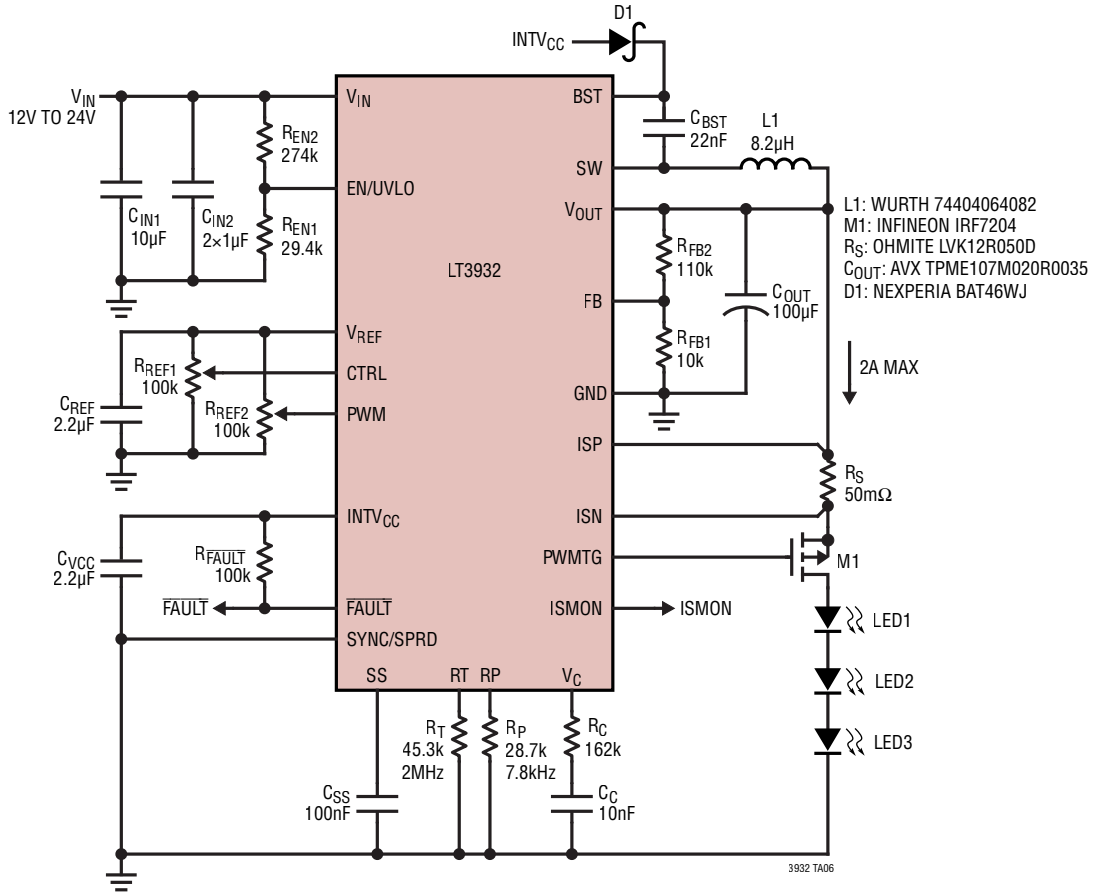 D1
INTVCC
VIN
12V TO 24V
VIN
BST
REN2
274k
CBST
22nF
L1
8.2µH
SW
EN/UVLO
CIN1
10µF
CIN2
2×1µF
REN1
29.4k
VOUT
L1: WURTH 74404064082
M1: INFINEON IRF7204
RS: OHMITE LVK12R050D
COUT: AVX TPME107M020R0035
D1: NEXPERIA BAT46WJ
RFB2
110k
LT3932
FB
COUT
100µF
RFB1
10k
VREF
RREF1
100k
CTRL
2A MAX
GND
CREF
2.2µF
RREF2
100k
PWM
ISP
RS
50mΩ
INTVCC
ISN
CVCC
2.2µF
RFAULT
100k
PWMTG
M1
FAULT
FAULT
ISMON
ISMON
LED1
SYNC/SPRD
SS
RT
RP
VC
LED2
RT
45.3k
2MHz
RP
28.7k
7.8kHz
RC
162k
LED3
CSS
100nF
CC
10nF
3932 TA06